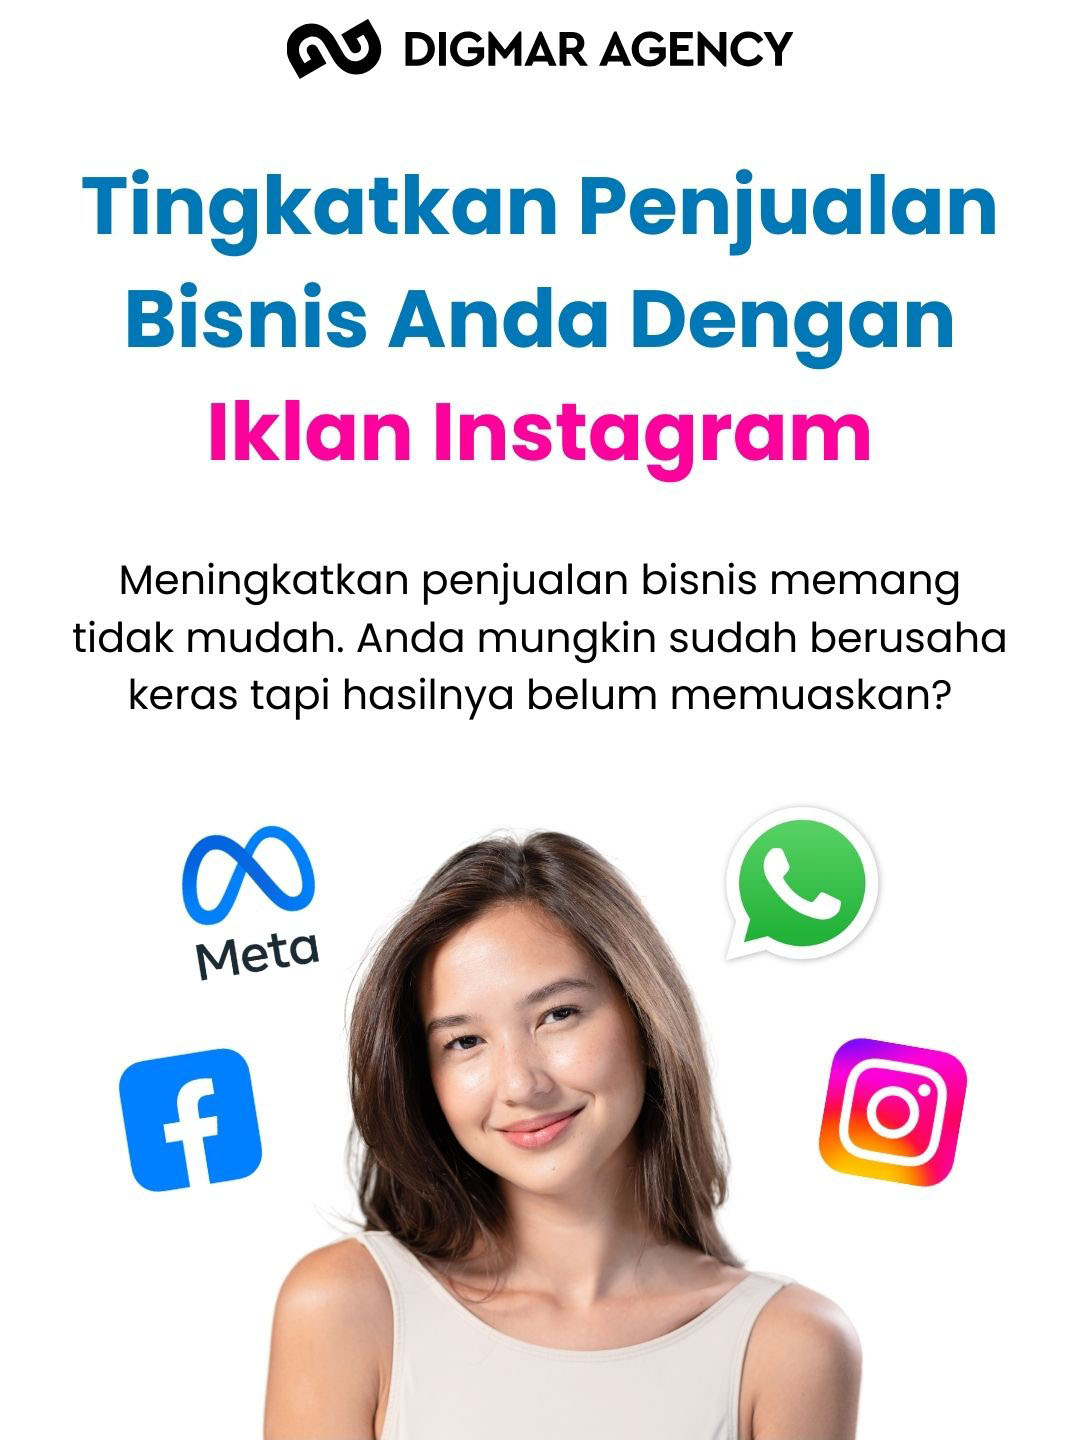 DIGMAR AGENCY
Tingkatkan Penjualan
Bisnis Anda Dengan
Iklan Instagram
Meningkatkan penjualan bisnis memang
tidak mudah. Anda mungkin sudah berusaha
keras tapi hasilnya belum memuaskan?
Meta